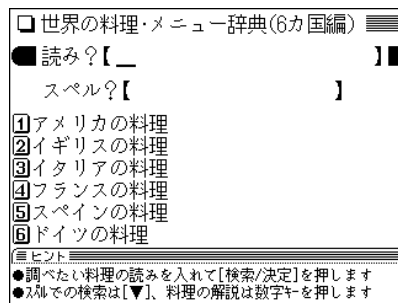 世界の料理・メニュー辞典(6カ国編)
読み?【_ 】
スペル?【 】
1アメリカの料理
2イギリスの料理
3イタリアの料理
4フランスの料理
5スペインの料理
6ドイツの料理
ヒント
●調べたい料理の読みを入れて[検索/決定]を押します
●スペルでの検索は[▼]、料理の解説は数字キーを押します